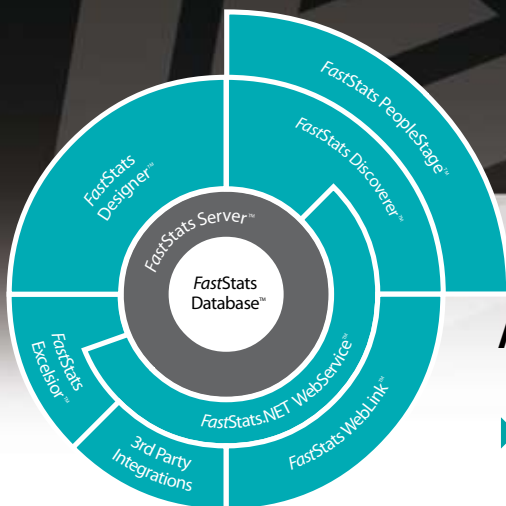 FastStats PeopleStage™
FastStats Discoverer™
FastStats
Designer™
FastStats Server™
FastStats
Database™
FastStats.NET WebService™
FastStats WebLink™
3rd Party
Integrations
FastStats
Excelsior™